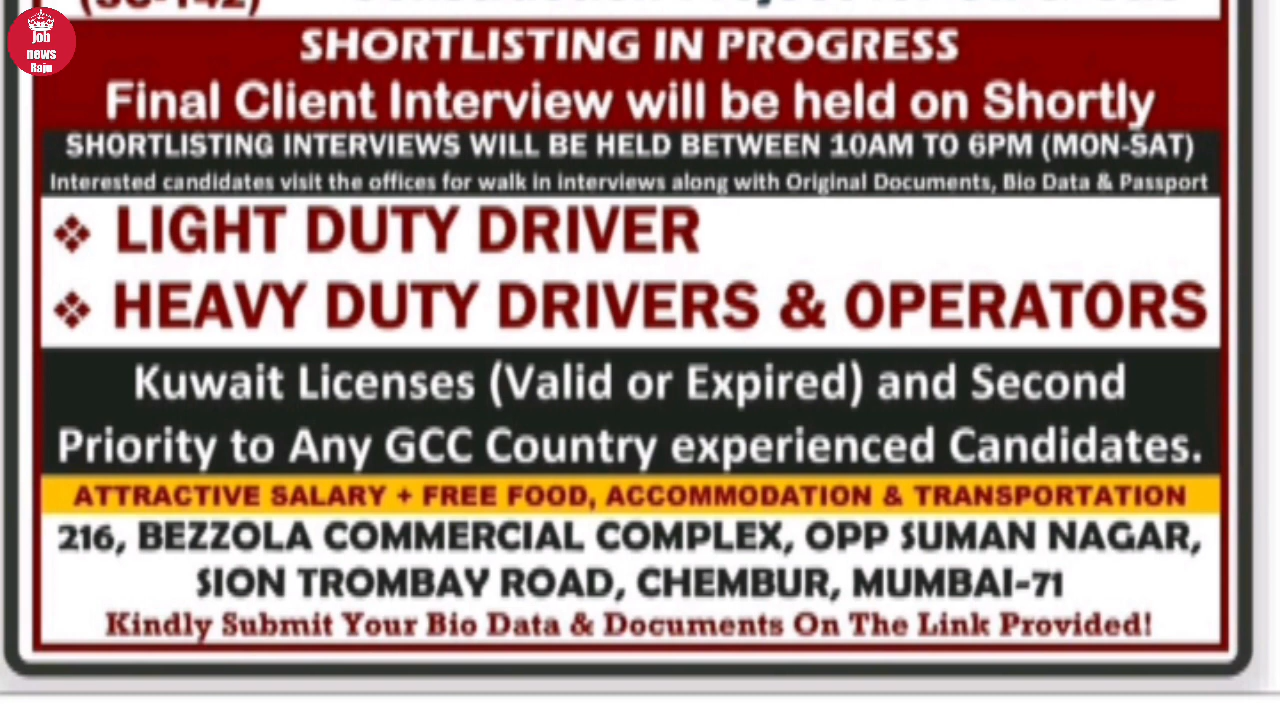 Job
news
Raju
SHORTLISTING IN PROGRESS
Final Client Interview will be held on Shortly
SHORTLISTING INTERVIEWS WILL BE HELD BETWEEN 10AM TO 6PM (MON-SAT)
Interested candidates visit the offices for walk in interviews along with Original Documents, Bio Data & Passport
❖ LIGHT DUTY DRIVER
❖ HEAVY DUTY DRIVERS & OPERATORS
Kuwait Licenses (Valid or Expired) and Second
Priority to Any GCC Country experienced Candidates.
ATTRACTIVE SALARY + FREE FOOD, ACCOMMODATION & TRANSPORTATION
216, BEZZOLA COMMERCIAL COMPLEX, OPP SUMAN NAGAR,
SION TROMBAY ROAD, CHEMBUR, MUMBAI-71
Kindly Submit Your Bio Data & Documents On The Link Provided!